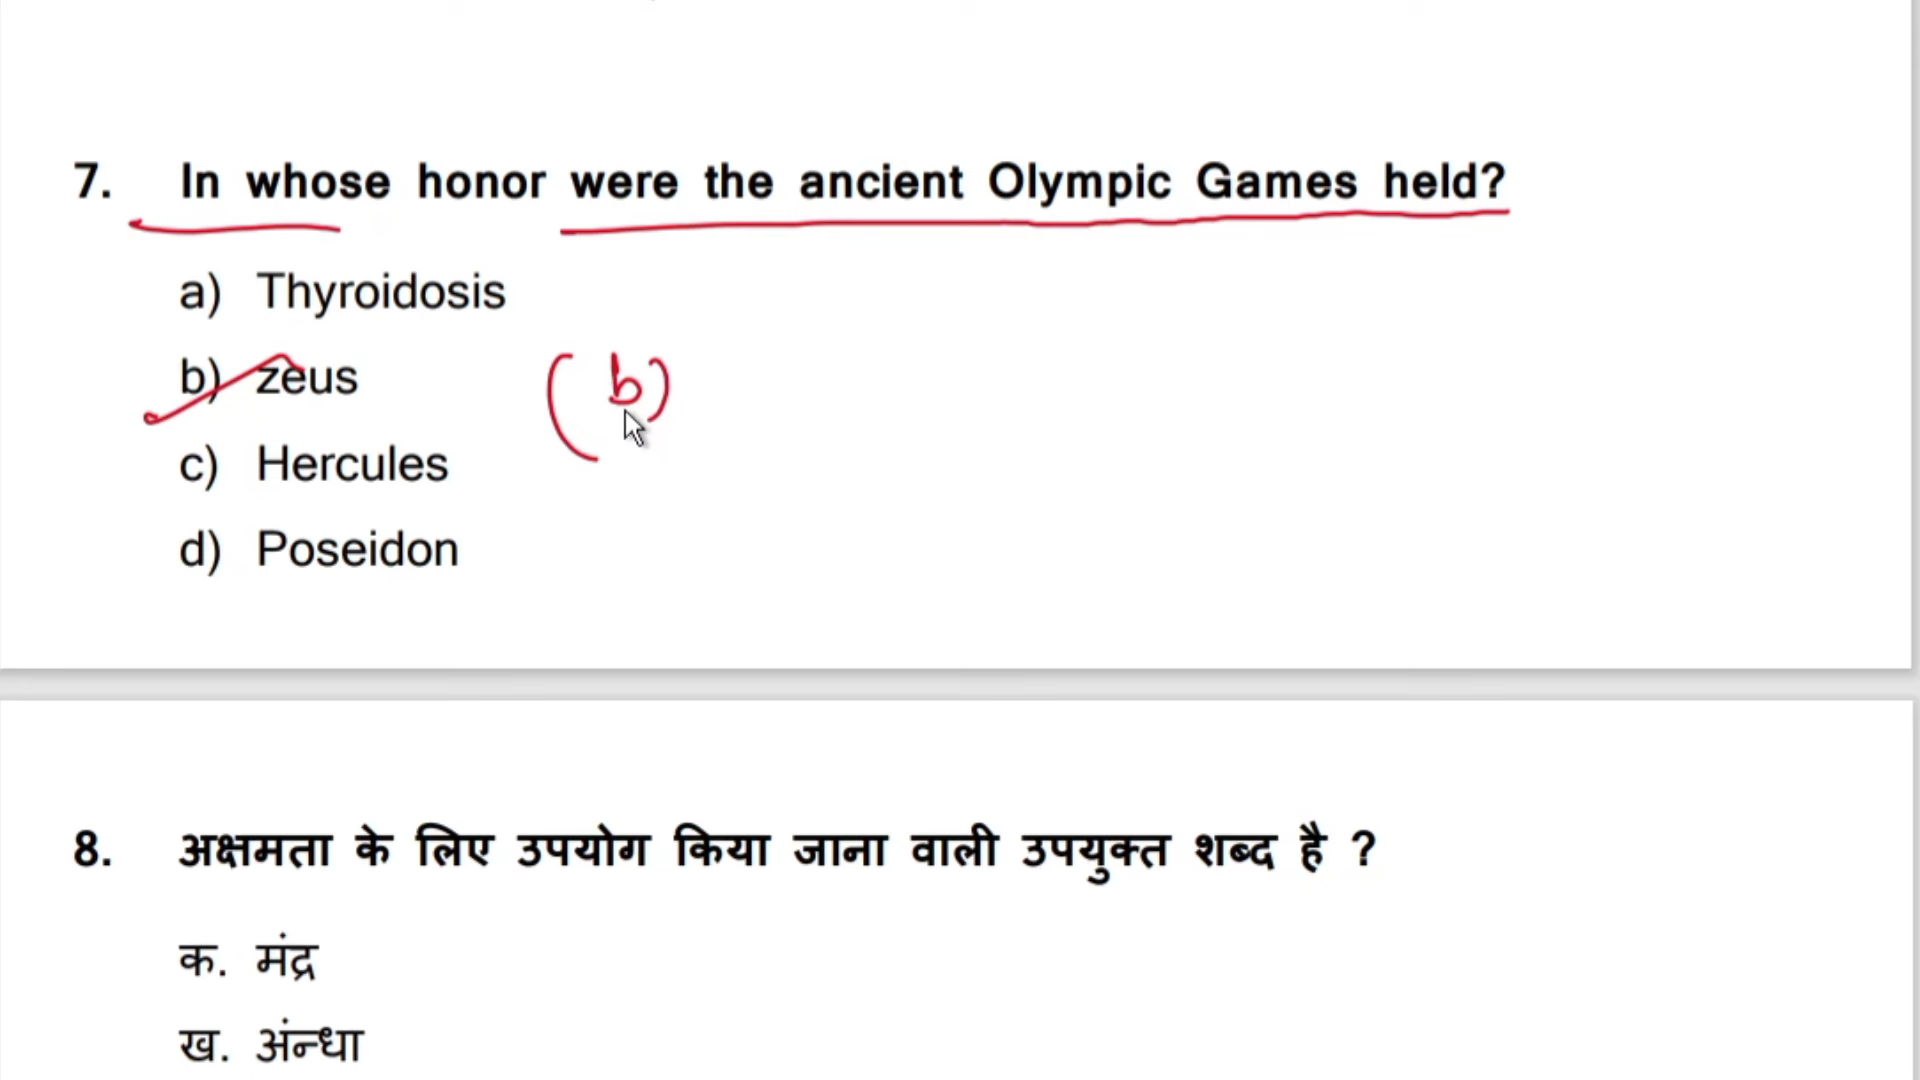 7. In whose honor were the ancient Olympic Games held?
a) Thyroidosis
b) zeus
(b)
c) Hercules
d) Poseidon
8. अक्षमता के लिए उपयोग किया जाना वाली उपयुक्त शब्द है ?
क. मंद्र
ख. अंन्धा